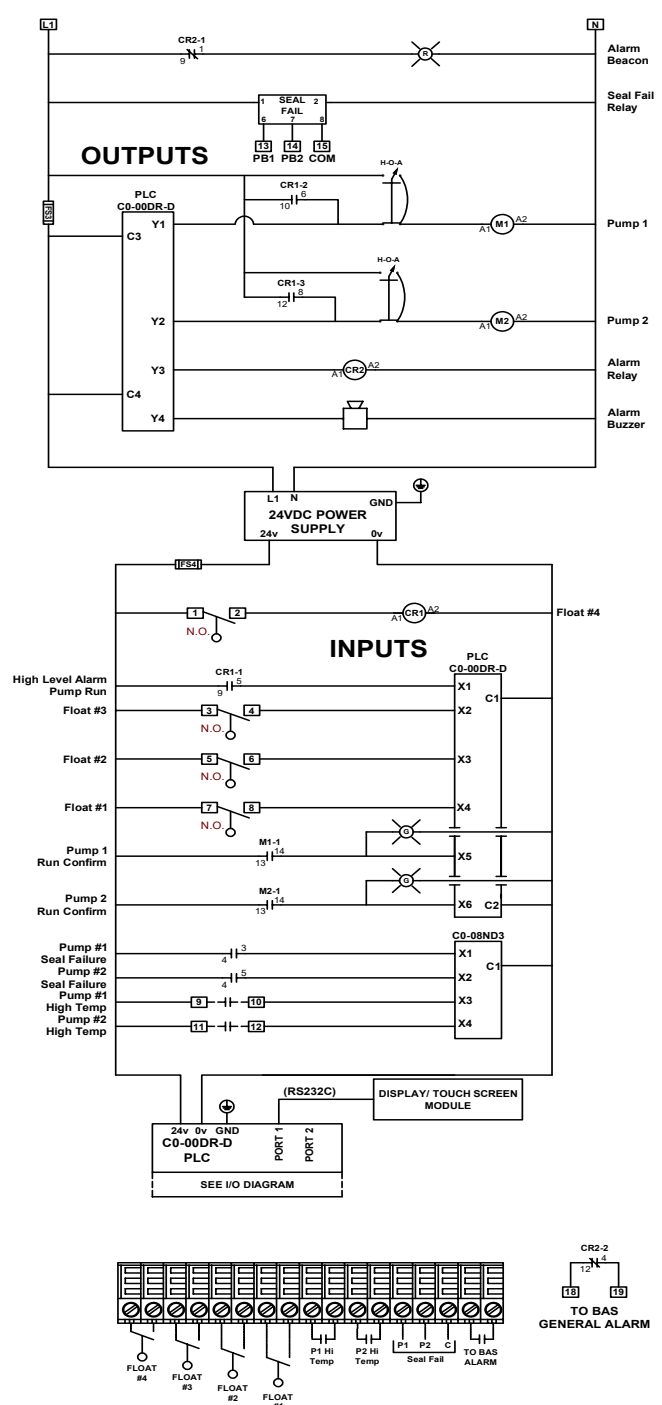 L1
N
CR2-1
1
9
R
Alarm
Beacon
1
SEAL
FAIL
2
6
7
8
Seal Fail
Relay
13
14
15
PB1
PB2
COM
OUTPUTS
H-O-A
CR1-2
6
10
PLC
C0-00DR-D
FS3
Y1
C3
A1
M1
A2
Pump 1
H-O-A
CR1-3
8
12
Y2
A1
M2
A2
Pump 2
Y3
A1
CR2
A2
Alarm
Relay
C4
Y4
Alarm
Buzzer
L1
N
GND
24VDC POWER
SUPPLY
24v
0v
FS4
1
2
N.O.
A1
CR1
A2
Float #4
INPUTS
PLC
C0-00DR-D
High Level Alarm
Pump Run
CR1-1
5
9
X1
C1
Float #3
3
4
N.O.
X2
Float #2
5
6
N.O.
X3
Float #1
7
8
N.O.
X4
G
Pump 1
Run Confirm
M1-1
14
13
X5
G
Pump 2
Run Confirm
M2-1
14
13
X6
C2
C0-08ND3
Pump #1
Seal Failure
3
4
X1
C1
Pump #2
Seal Failure
5
4
X2
Pump #1
High Temp
9
10
X3
Pump #2
High Temp
11
12
X4
(RS232C)
DISPLAY/ TOUCH SCREEN
MODULE
24v
0v
GND
C0-00DR-D
PLC
PORT 1
PORT 2
SEE I/O DIAGRAM
CR2-2
4
12
18
19
TO BAS
GENERAL ALARM
FLOAT
#4
FLOAT
#3
FLOAT
#2
FLOAT
P1 Hi
Temp
P2 Hi
Temp
P1
P2
C
Seal Fail
TO BAS
ALARM